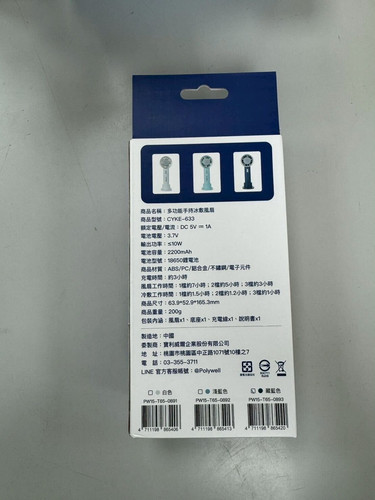 商品名稱：多功能手持冰敷風扇
商品型號：CYKE-633
額定電壓/電流：DC 5V ⎓ 1A
電池電壓：3.7V
輸出功率：≤10W
電池容量：2200mAh
電池型號：18650鋰電池
商品材質：ABS/PC/鋁合金/不鏽鋼/電子元件
充電時間：約3小時
風扇工作時間：1檔約7小時；2檔約5小時；3檔約3小時
冷敷工作時間：1檔約1.5小時；2檔約1.2小時；3檔約1小時
商品尺寸：63.9*52.9*165.3mm
商品重量：200g
包裝內涵：風扇x1、底座x1、充電線x1、說明書x1
製造地：中國
委製商：寶利威爾企業股份有限公司
地　址：桃園市桃園區中正路1071號10樓之7
電　話：03-355-3711
LINE 官方客服帳號：@Polywell
白色 淺藍色 藏藍色
PW15-T65-0891 PW15-T65-0892 PW15-T65-0893
4 711198 865406 4 711198 865413 4 711198 865420